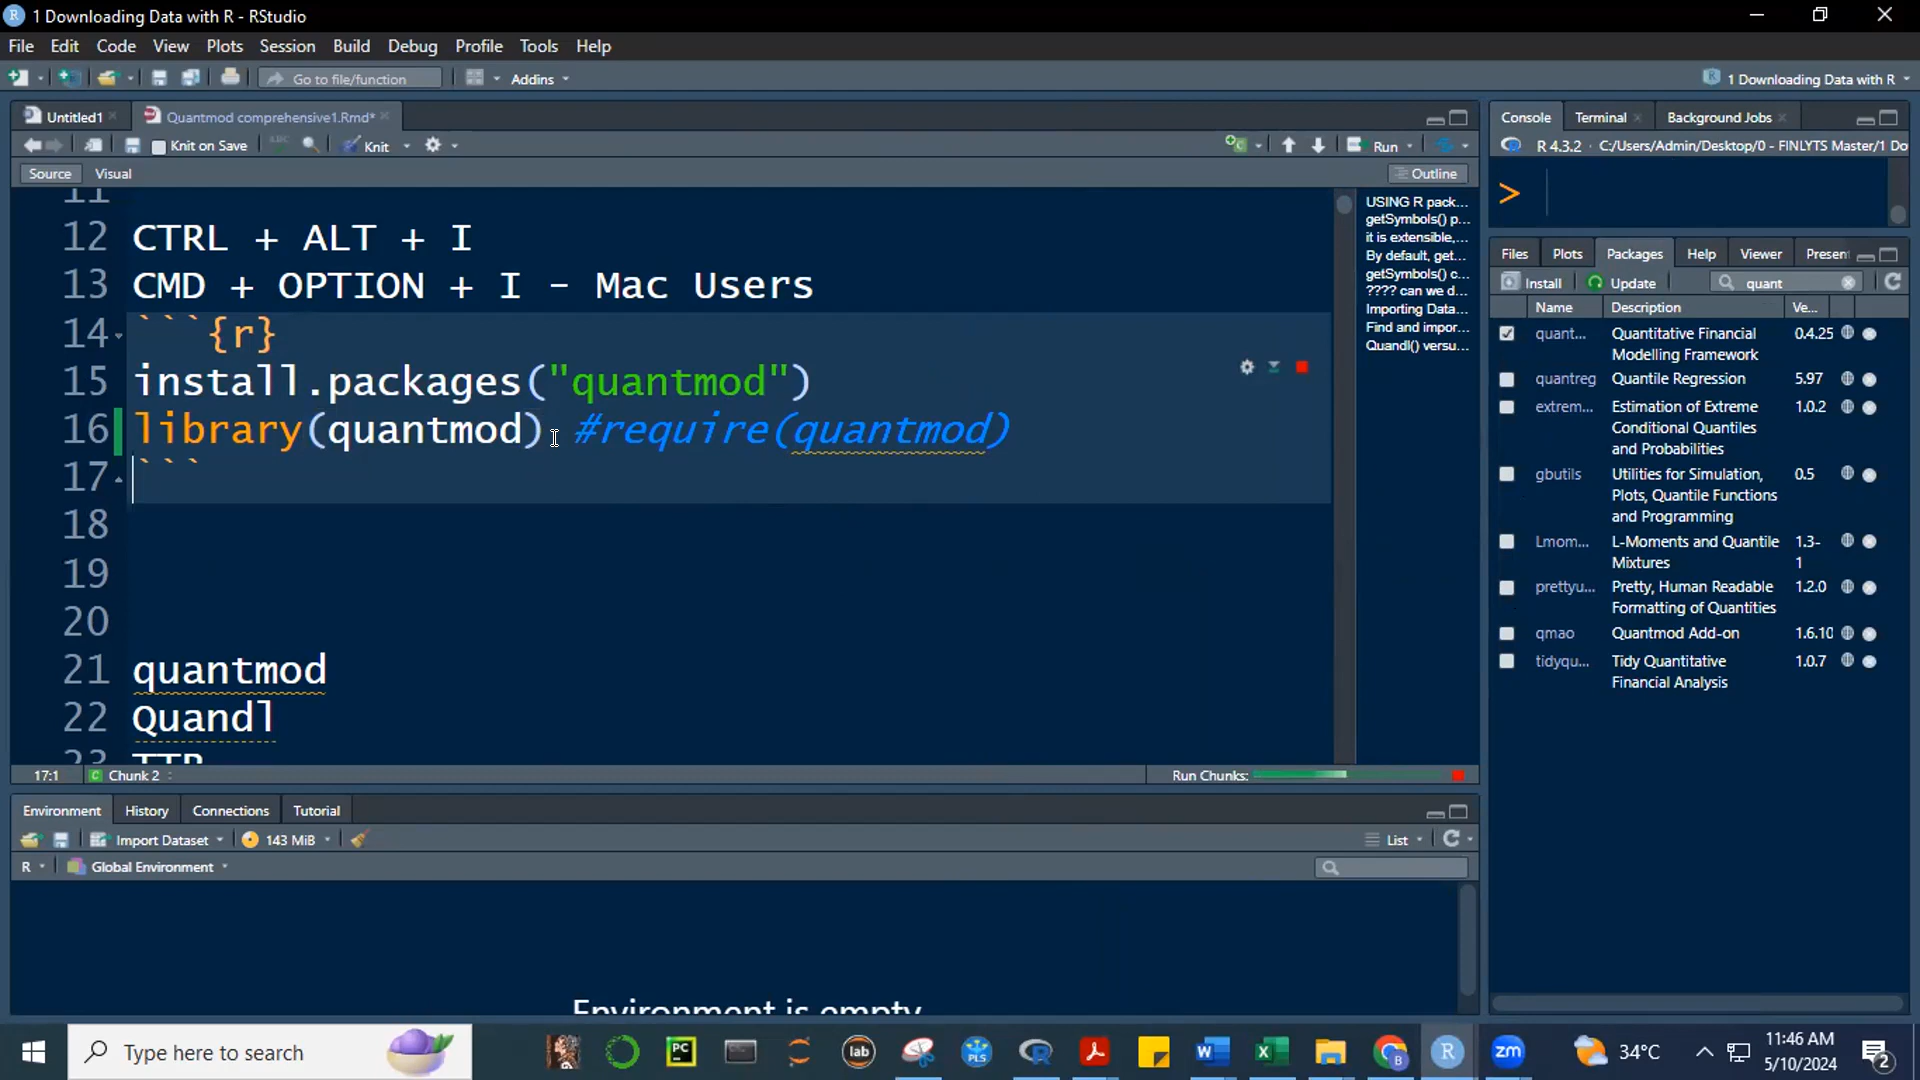 1 Downloading Data with R - RStudio
File Edit Code View Plots Session Build Debug Profile Tools Help
Go to file/function Addins 1 Downloading Data with R
Untitled1 Quantmod comprehensive1.Rmd*
Knit on Save Knit Run
Source Visual Outline
11
12 CTRL + ALT + I
13 CMD + OPTION + I - Mac Users
14 ```{r}
15 install.packages("quantmod")
16 library(quantmod) #require(quantmod)
17 ```
18
19
20
21 quantmod
22 Quandl
23 TTR
USING R pack...
getSymbols() p...
it is extensible,...
By default, get...
getSymbols() c...
???? can we d...
Importing Data...
Find and impor...
Quandl() versu...
17:1 Chunk 2 Run Chunks:
Environment History Connections Tutorial
Import Dataset 143 MiB List
R Global Environment
Environment is empty
Console Terminal Background Jobs
R 4.3.2 C:/Users/Admin/Desktop/0 - FINLYTS Master/1 Do
>
Files Plots Packages Help Viewer Presen
Install Update quant
Name Description Ve...
quant... Quantitative Financial Modelling Framework 0.4.25
quantreg Quantile Regression 5.97
extrem... Estimation of Extreme Conditional Quantiles and Probabilities 1.0.2
gbutils Utilities for Simulation, Plots, Quantile Functions and Programming 0.5
Lmom... L-Moments and Quantile Mixtures 1.3-1
prettyu... Pretty, Human Readable Formatting of Quantities 1.2.0
qmao Quantmod Add-on 1.6.10
tidyqu... Tidy Quantitative Financial Analysis 1.0.7
Type here to search
PC lab PLS zm 34°C
11:46 AM
5/10/2024
2